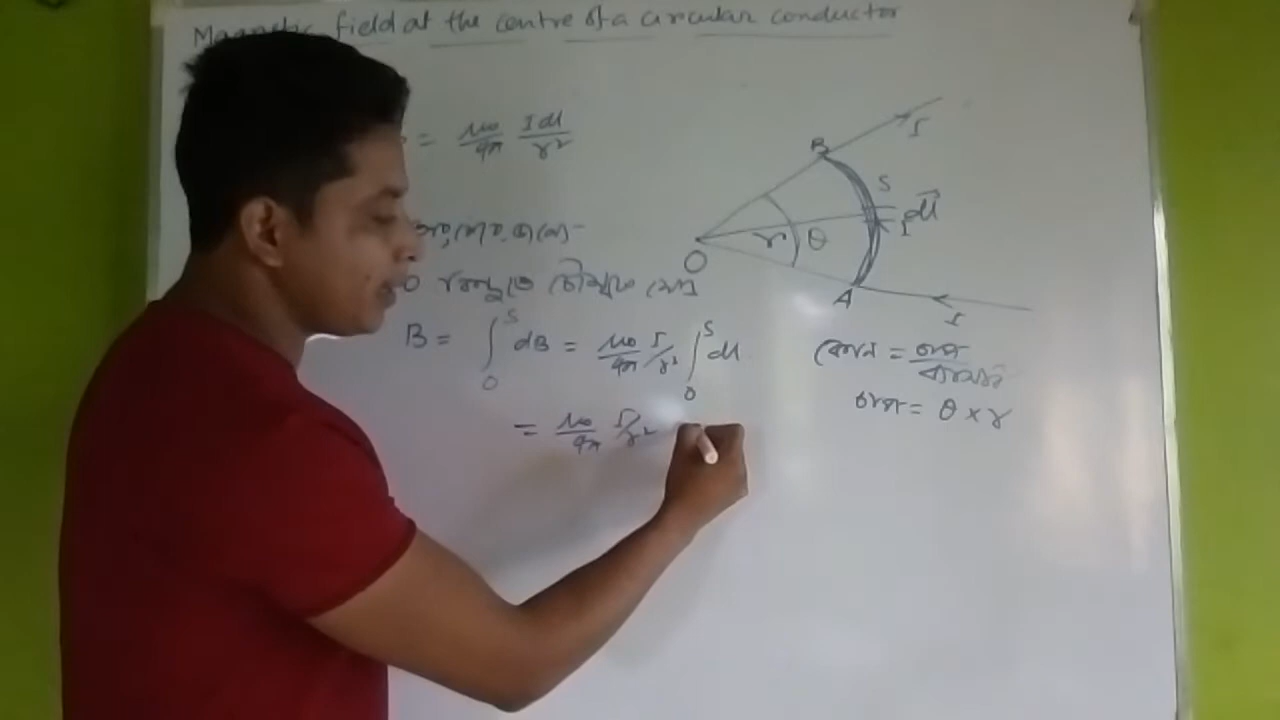 Magnetic field at the centre of a circular conductor
= μ₀/4π Idl/r²
B
I
S
dl⃗
I
O
r
θ
A
I
B = ∫₀ˢ dB = μ₀/4π I/r² ∫₀ˢ dl
কোন = চাপ/ব্যাসার্ধ
চাপ = θ × r
= μ₀/4π I/r²